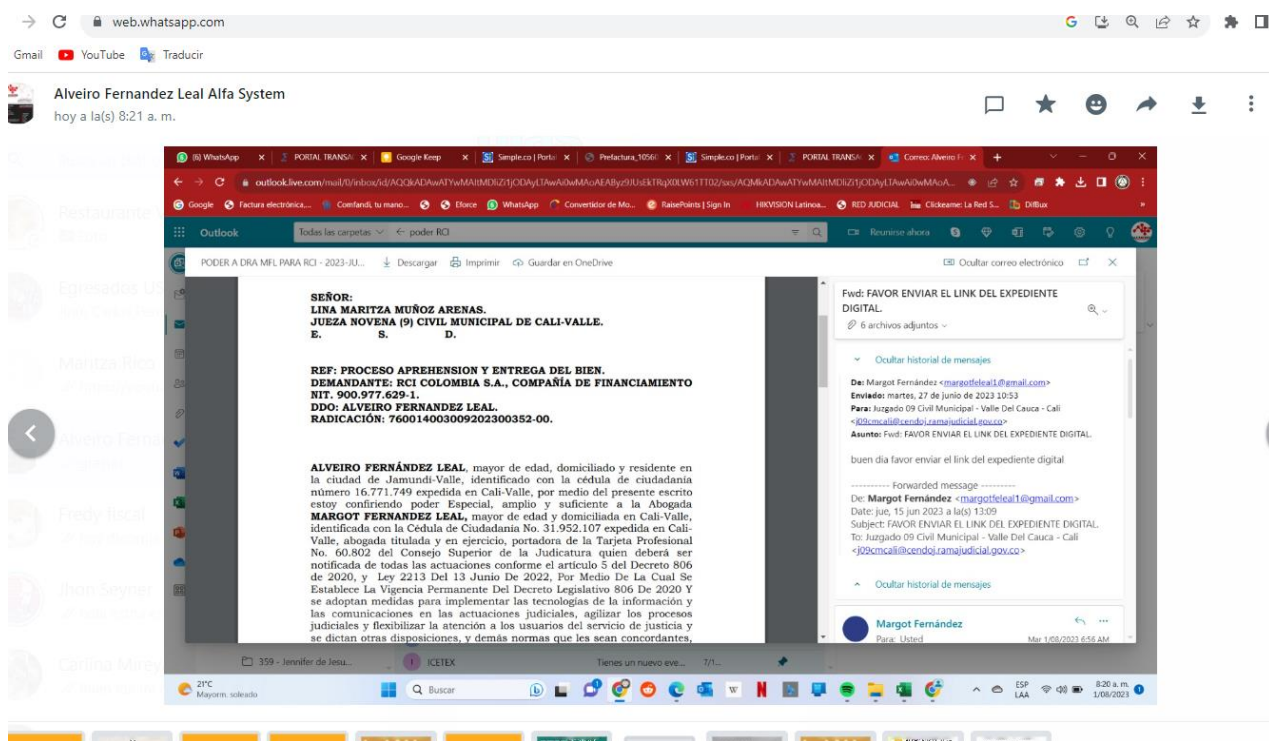 web.whatsapp.com
Gmail YouTube Traducir
Alveiro Fernandez Leal Alfa System
hoy a la(s) 8:21 a. m.
(6) WhatsApp PORTAL TRANSA Google Keep Simple.co | Porta Prefactura_1056 Simple.co | Portal PORTAL TRANSA Correo: Alveiro Fe
Google Factura electrónica,... Comfandi, tu mano... Eforce WhatsApp Convertidor de Mo... RaisePoints | Sign In HIKVISION Latinoa... RED JUDICIAL Clickeame: La Red S... Diflux
Outlook Todas las carpetas poder RCI Reunirse ahora
PODER A DRA MFL PARA RCI - 2023-JU... Descargar Imprimir Guardar en OneDrive Ocultar correo electrónico
SEÑOR:
LINA MARITZA MUÑOZ ARENAS.
JUEZA NOVENA (9) CIVIL MUNICIPAL DE CALI-VALLE.
E. S. D.
REF: PROCESO APREHENSION Y ENTREGA DEL BIEN.
DEMANDANTE: RCI COLOMBIA S.A., COMPAÑÍA DE FINANCIAMIENTO
NIT. 900.977.629-1.
DDO: ALVEIRO FERNANDEZ LEAL.
RADICACIÓN: 760014003009202300352-00.
ALVEIRO FERNÁNDEZ LEAL, mayor de edad, domiciliado y residente en
la ciudad de Jamundí-Valle, identificado con la cédula de ciudadanía
número 16.771.749 expedida en Cali-Valle, por medio del presente escrito
estoy confiriendo poder Especial, amplio y suficiente a la Abogada
MARGOT FERNANDEZ LEAL, mayor de edad y domiciliada en Cali-Valle,
identificada con la Cédula de Ciudadania No. 31.952.107 expedida en Cali-
Valle, abogada titulada y en ejercicio, portadora de la Tarjeta Profesional
No. 60.802 del Consejo Superior de la Judicatura quien deberá ser
notificada de todas las actuaciones conforme el artículo 5 del Decreto 806
de 2020, y Ley 2213 Del 13 Junio De 2022, Por Medio De La Cual Se
Establece La Vigencia Permanente Del Decreto Legislativo 806 De 2020 Y
se adoptan medidas para implementar las tecnologías de la información y
las comunicaciones en las actuaciones judiciales, agilizar los procesos
judiciales y flexibilizar la atención a los usuarios del servicio de justicia y
se dictan otras disposiciones, y demás normas que les sean concordantes,
Fwd: FAVOR ENVIAR EL LINK DEL EXPEDIENTE
DIGITAL.
6 archivos adjuntos
Ocultar historial de mensajes
De: Margot Fernández <margotfeleal1@gmail.com>
Enviado: martes, 27 de junio de 2023 10:53
Para: Juzgado 09 Civil Municipal - Valle Del Cauca - Cali
<j09cmcali@cendoj.ramajudicial.gov.co>
Asunto: Fwd: FAVOR ENVIAR EL LINK DEL EXPEDIENTE DIGITAL.
buen dia favor enviar el link del expediente digital
---------- Forwarded message ---------
De: Margot Fernández <margotfeleal1@gmail.com>
Date: jue, 15 jun 2023 a la(s) 13:09
Subject: FAVOR ENVIAR EL LINK DEL EXPEDIENTE DIGITAL.
To: Juzgado 09 Civil Municipal - Valle Del Cauca - Cali
<j09cmcali@cendoj.ramajudicial.gov.co>
Ocultar historial de mensajes
Margot Fernández
Para: Usted Mar 1/08/2023 6:56 AM
359 - Jennifer de Jesu... I ICETEX Tienes un nuevo eve... 7/1...
21°C
Mayorm. soleado
Buscar
ESP
LAA
8:20 a. m.
1/08/2023